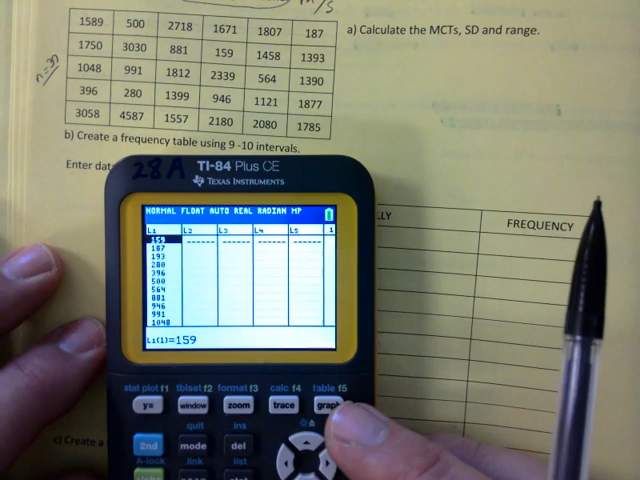 m/s
1589 500 2718 1671 1807 187
a) Calculate the MCTs, SD and range.
1750 3030 881 159 1458 1393
n=30
1048 991 1812 2339 564 1390
396 280 1399 946 1121 1877
3058 4587 1557 2180 2080 1785
b) Create a frequency table using 9 -10 intervals.
Enter dat
28A TI-84 Plus CE
TEXAS INSTRUMENTS
LLY FREQUENCY
NORMAL FLOAT AUTO REAL RADIAN MP
L1 L2 L3 L4 L5 1
159 ------ ------ ------ ------
187
193
280
396
500
564
881
946
991
1048
L1(1)=159
stat plot f1 tblset f2 format f3 calc f4 table f5
y= window zoom trace graph
quit ins
2nd mode del
A-lock link list
c) Create a
alpha